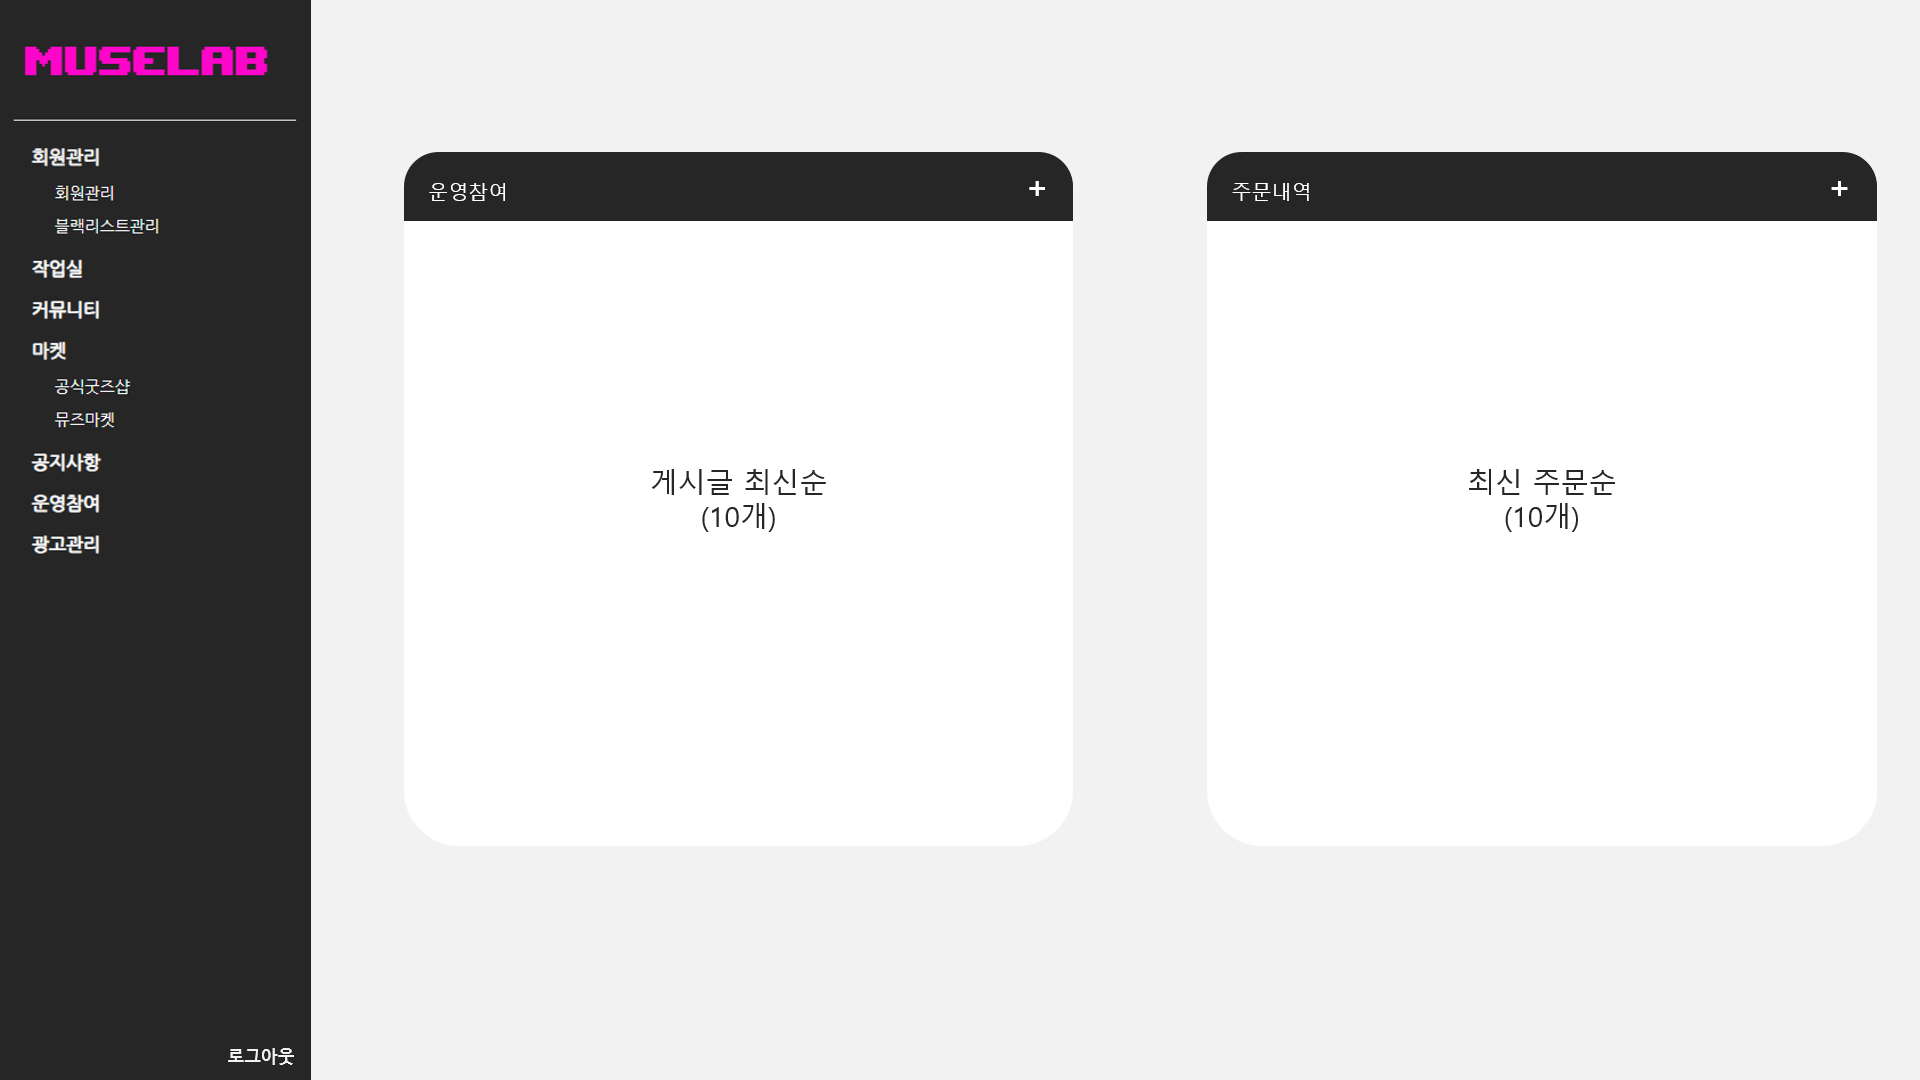 MUSELAB
회원관리
회원관리
블랙리스트관리
작업실
커뮤니티
마켓
공식굿즈샵
뮤즈마켓
공지사항
운영참여
광고관리
로그아웃
운영참여 +
게시글 최신순
(10개)
주문내역 +
최신 주문순
(10개)